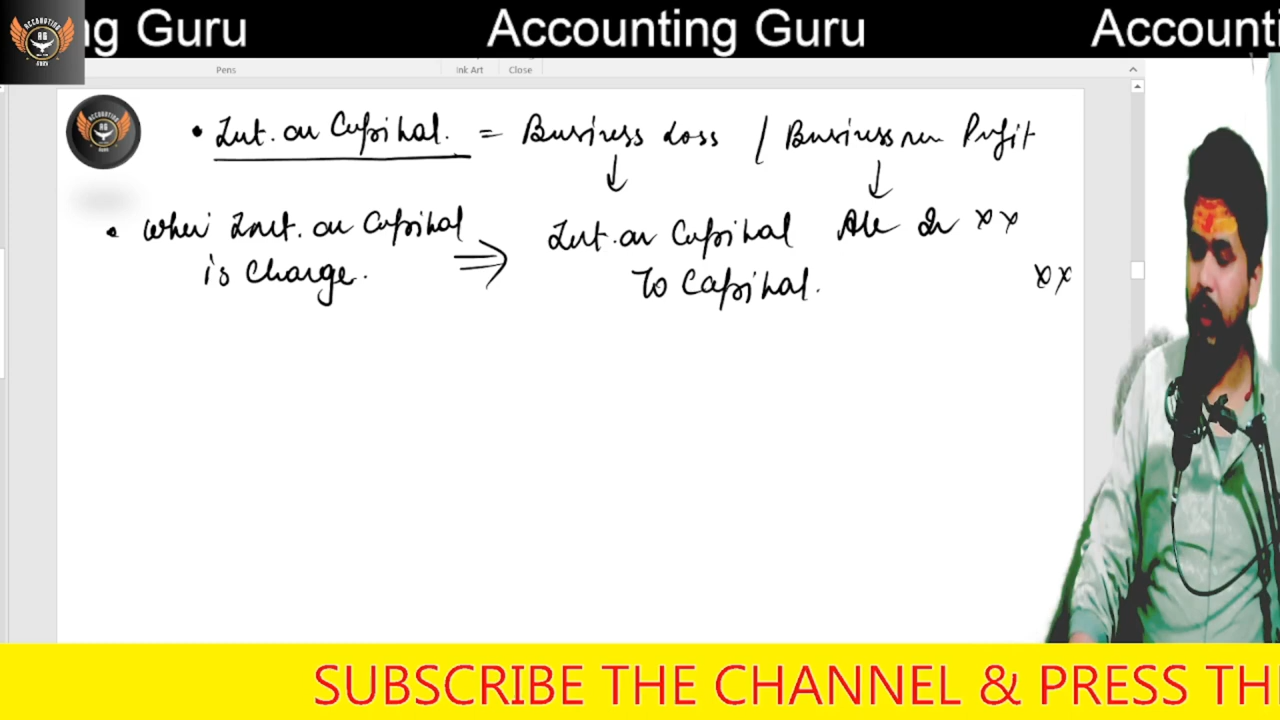 ng Guru Accounting Guru Accounti
Pens Ink Art Close
• Int. on Capital. = Business Loss / Business Profit
• When Int. on Capital is Charge. ⇒ Int. on Capital A/c Dr xx
To Capital. xx
SUBSCRIBE THE CHANNEL & PRESS TH